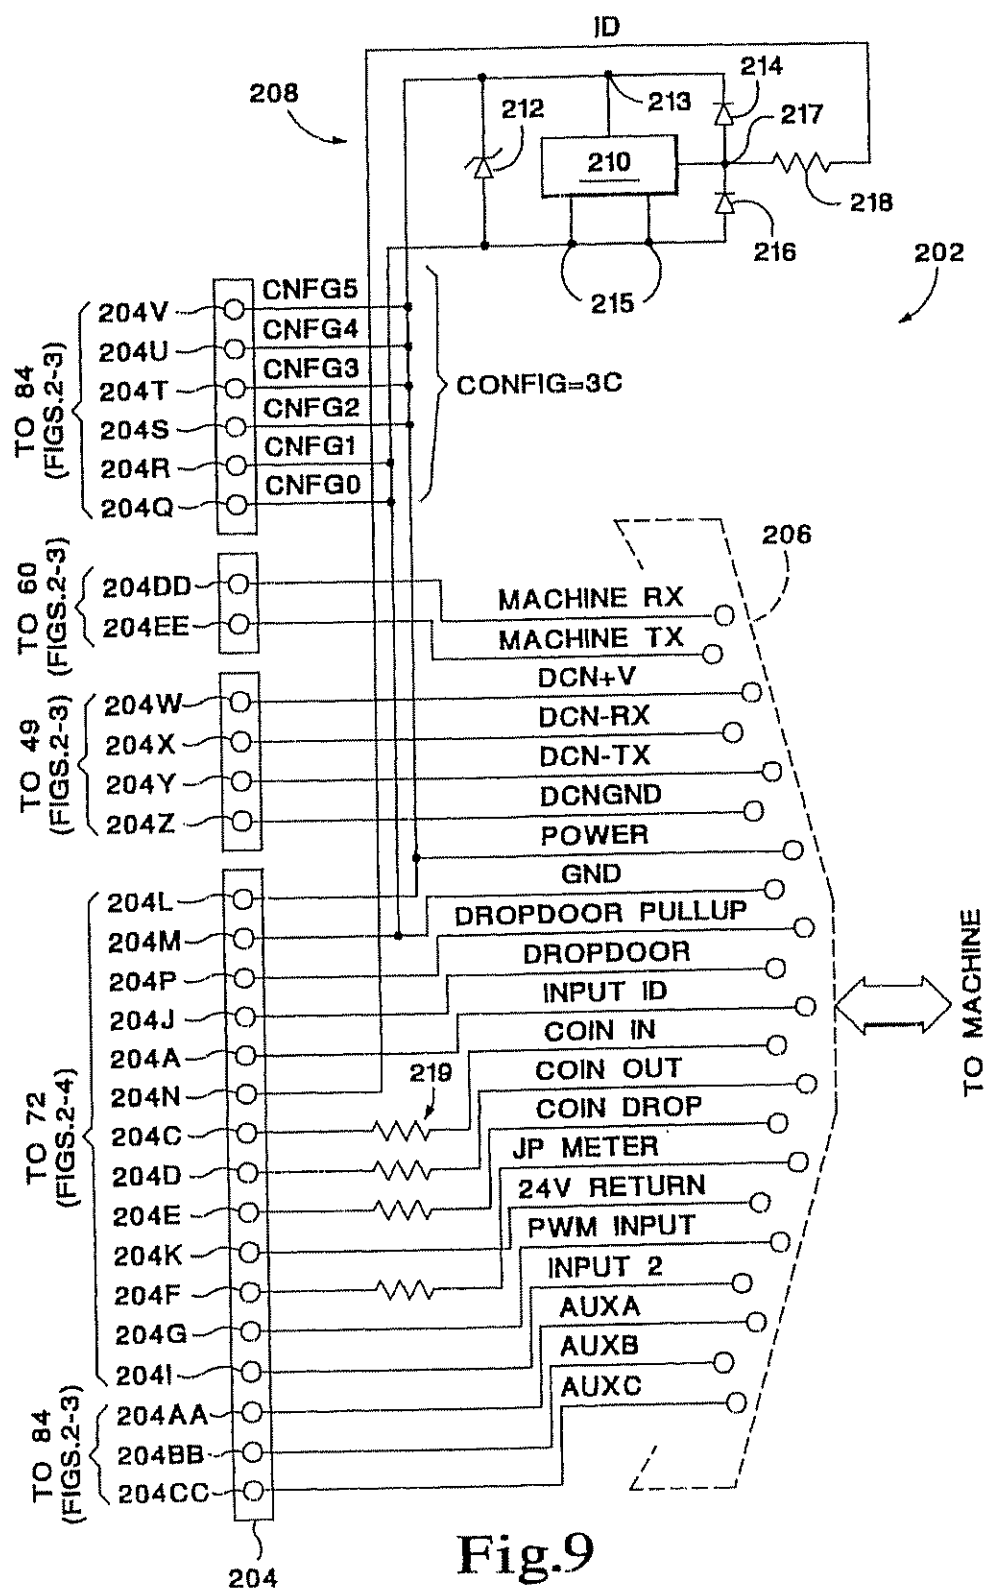 ID
208
212
213
214
217
210
218
216
215
202
TO 84
(FIGS.2-3)
204V
CNFG5
204U
CNFG4
204T
CNFG3
204S
CNFG2
204R
CNFG1
204Q
CNFG0
CONFIG=3C
206
TO 60
(FIGS.2-3)
204DD
MACHINE RX
204EE
MACHINE TX
TO 49
(FIGS.2-3)
204W
DCN+V
204X
DCN-RX
204Y
DCN-TX
204Z
DCNGND
POWER
TO 72
(FIGS.2-4)
204L
GND
204M
DROPDOOR PULLUP
204P
DROPDOOR
204J
INPUT ID
204A
COIN IN
204N
219
COIN OUT
204C
COIN DROP
204D
JP METER
204E
24V RETURN
204K
PWM INPUT
204F
INPUT 2
204G
AUXA
204I
AUXB
AUXC
TO MACHINE
TO 84
(FIGS.2-3)
204AA
204BB
204CC
204
Fig.9